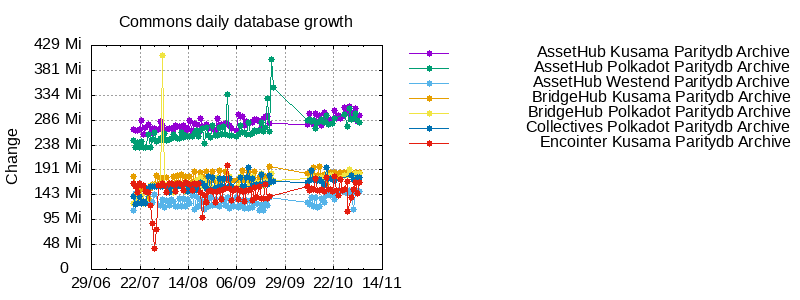 Commons daily database growth
429 Mi
381 Mi
334 Mi
286 Mi
238 Mi
191 Mi
143 Mi
95 Mi
48 Mi
0
Change
29/06 22/07 14/08 06/09 29/09 22/10 14/11
AssetHub Kusama Paritydb Archive
AssetHub Polkadot Paritydb Archive
AssetHub Westend Paritydb Archive
BridgeHub Kusama Paritydb Archive
BridgeHub Polkadot Paritydb Archive
Collectives Polkadot Paritydb Archive
Encointer Kusama Paritydb Archive